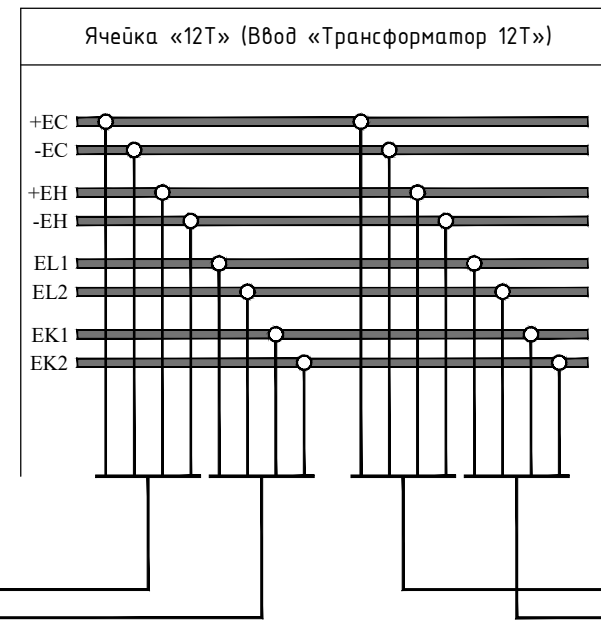 Ячейка «12Т» (Ввод «Трансформатор 12Т»)
+EC
-EC
+EH
-EH
EL1
EL2
EK1
EK2